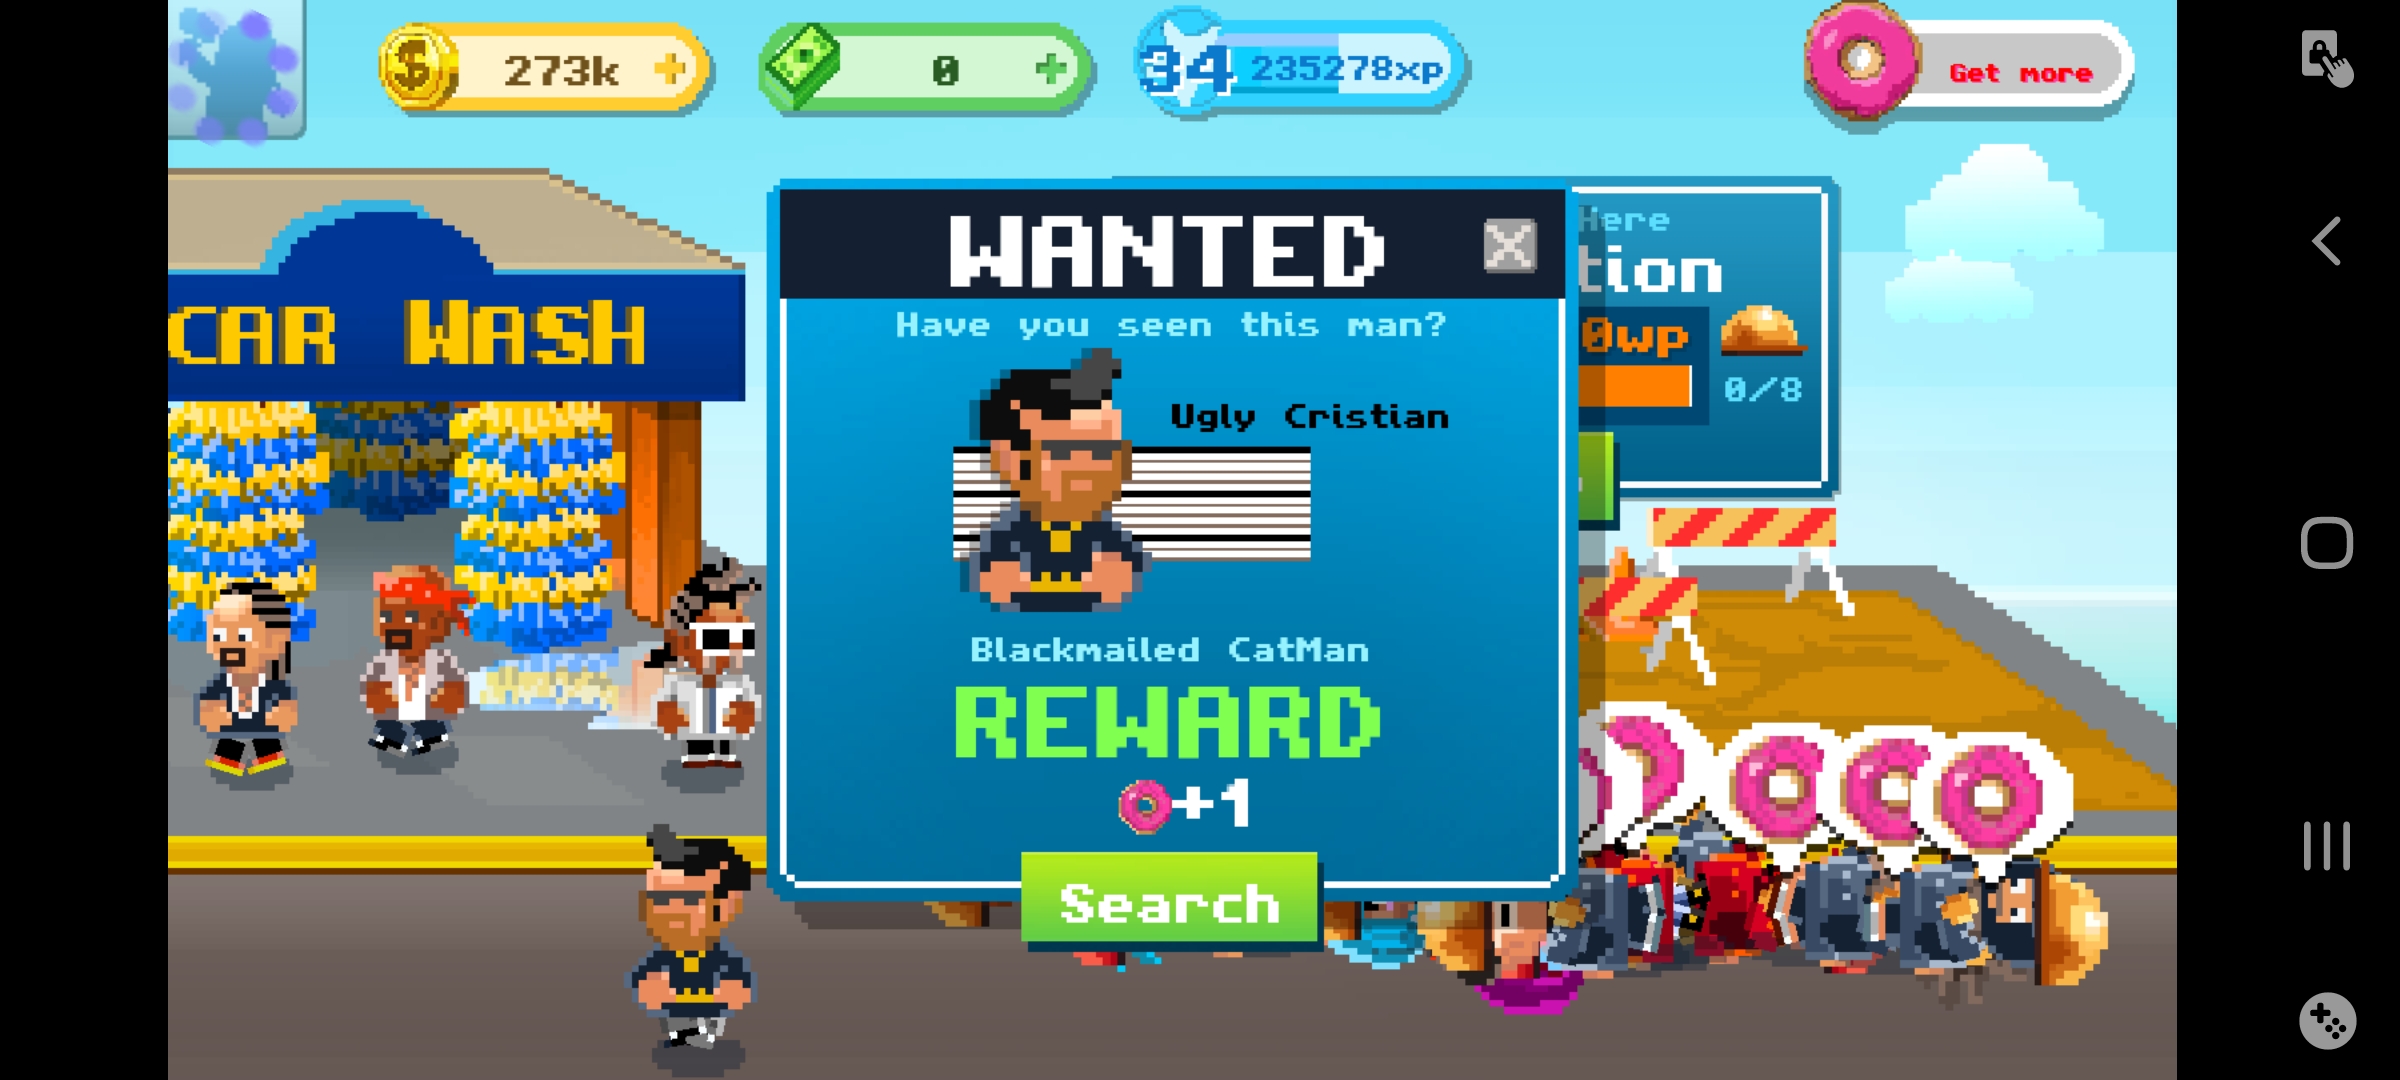 273k
0
34 235278xp
Get more
CAR WASH
WANTED
Have you seen this man?
Ugly Cristian
Blackmailed CatMan
REWARD
+1
Search
Here
tion
0wp
0/8